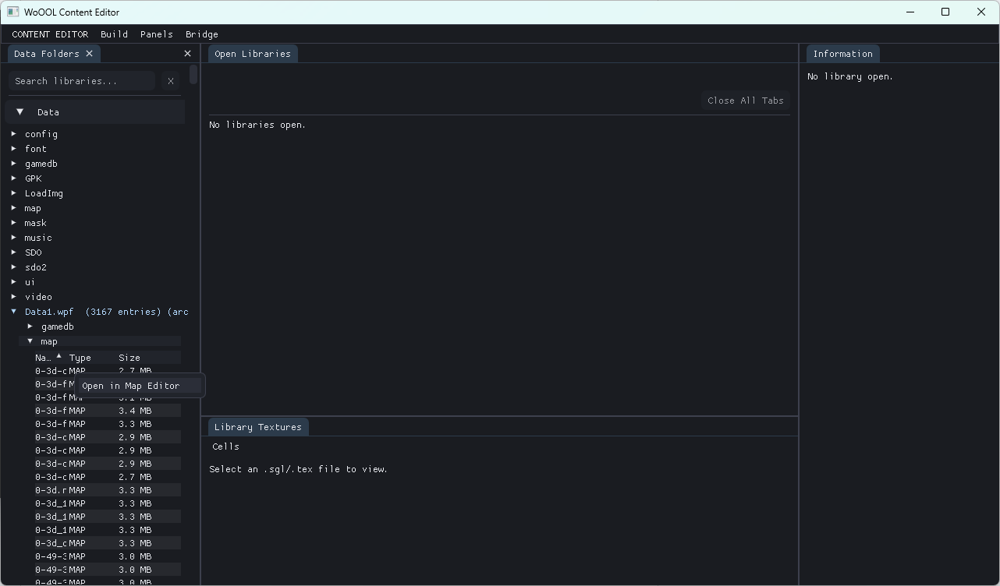 WoOOL Content Editor
CONTENT EDITOR Build Panels Bridge
Data Folders
Search libraries... X
Data
config
font
gamedb
GPK
LoadImg
map
mask
music
SDO
sdo2
ui
video
Data1.wpf (3167 entries) (arc
gamedb
map
Na… Type Size
0-3d-c MAP 2.7 MB
0-3d-f
Open in Map Editor
0-3d-f MAP 3.1 MB
0-3d-f MAP 3.4 MB
0-3d-f MAP 3.3 MB
0-3d-c MAP 2.9 MB
0-3d-c MAP 2.9 MB
0-3d-c MAP 2.9 MB
0-3d-c MAP 2.7 MB
0-3d.r MAP 3.3 MB
0-3d_1 MAP 3.3 MB
0-3d_1 MAP 3.3 MB
0-3d_1 MAP 3.3 MB
0-3d_c MAP 3.3 MB
0-49-3 MAP 3.0 MB
0-49-3 MAP 3.0 MB
0-49-3 MAP 3.0 MB
Open Libraries
Close All Tabs
No libraries open.
Library Textures
Cells
Select an .sgl/.tex file to view.
Information
No library open.